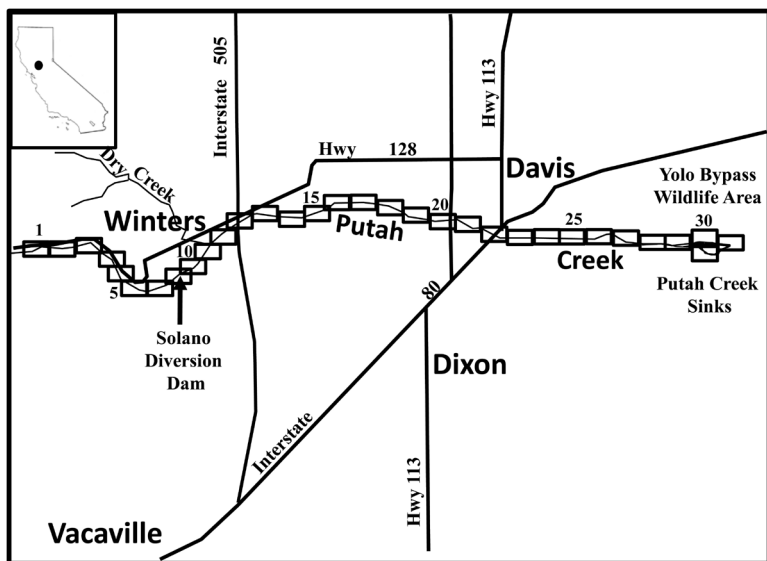 Interstate 505
Hwy 113
Hwy 128
Dry Creek
Davis
Winters
15
Putah
20
Yolo Bypass
Wildlife Area
1
10
25
30
Creek
5
80
Putah Creek
Sinks
Solano
Diversion
Dam
Dixon
Interstate
Hwy 113
Vacaville